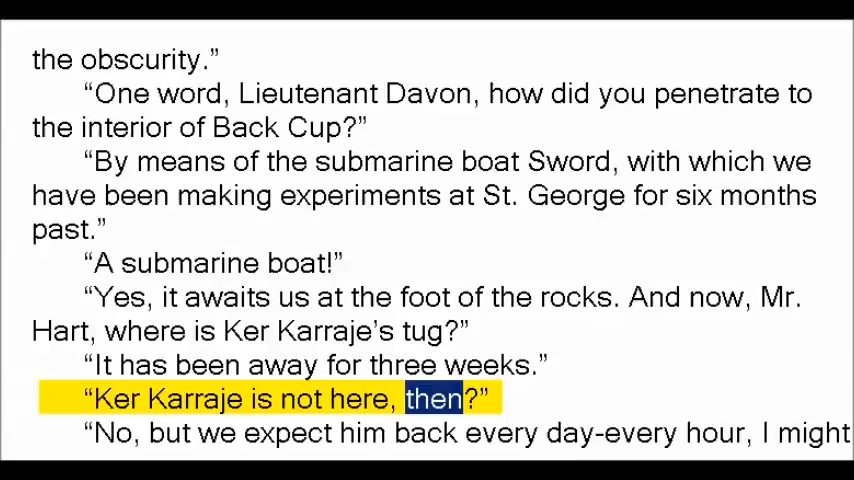 the obscurity.”
“One word, Lieutenant Davon, how did you penetrate to
the interior of Back Cup?”
“By means of the submarine boat Sword, with which we
have been making experiments at St. George for six months
past.”
“A submarine boat!”
“Yes, it awaits us at the foot of the rocks. And now, Mr.
Hart, where is Ker Karraje’s tug?”
“It has been away for three weeks.”
“Ker Karraje is not here, then?”
“No, but we expect him back every day-every hour, I might